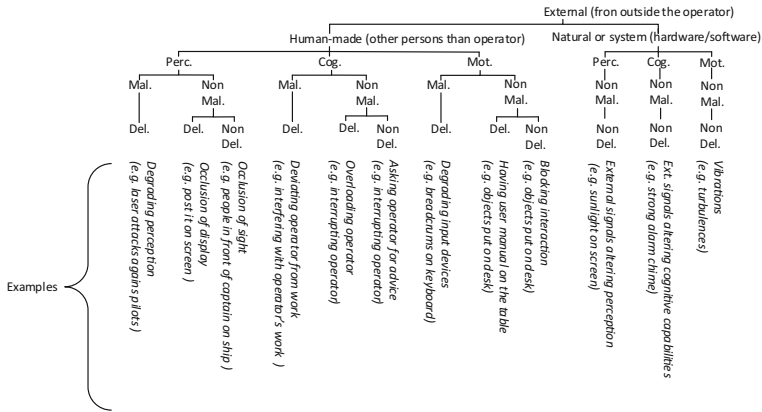 External (fron outside the operator)
Human-made (other persons than operator)
Natural or system (hardware/software)
Perc.
Cog.
Mot.
Perc.
Cog.
Mot.
Mal.
Non
Mal.
Mal.
Non
Mal.
Mal.
Non
Mal.
Non
Mal.
Non
Mal.
Non
Mal.
Del.
Del.
Non
Del.
Del.
Del.
Non
Del.
Del.
Del.
Non
Del.
Non
Del.
Non
Del.
Non
Del.
Examples
Degrading perception
(e.g. laser attacks agains pilots )
Occlusion of display
(e.g. post it on screen )
Occlusion of sight
(e.g. people in front of captain on ship )
Deviating operator from work
(e.g. interfering with operator's work )
Overloading operator
(e.g. interrupting operator)
Asking operator for advice
(e.g. interrupting operator)
Degrading input devices
(e.g. breadcrums on keyboard)
Having user manual on the table
(e.g. objects put on desk)
Blocking interaction
(e.g. objects put on desk)
External signals altering perception
(e.g. sunlight on screen)
Ext. signals altering cognitive capabilities
(e.g. strong alarm chime)
Vibrations
(e.g. turbulences)